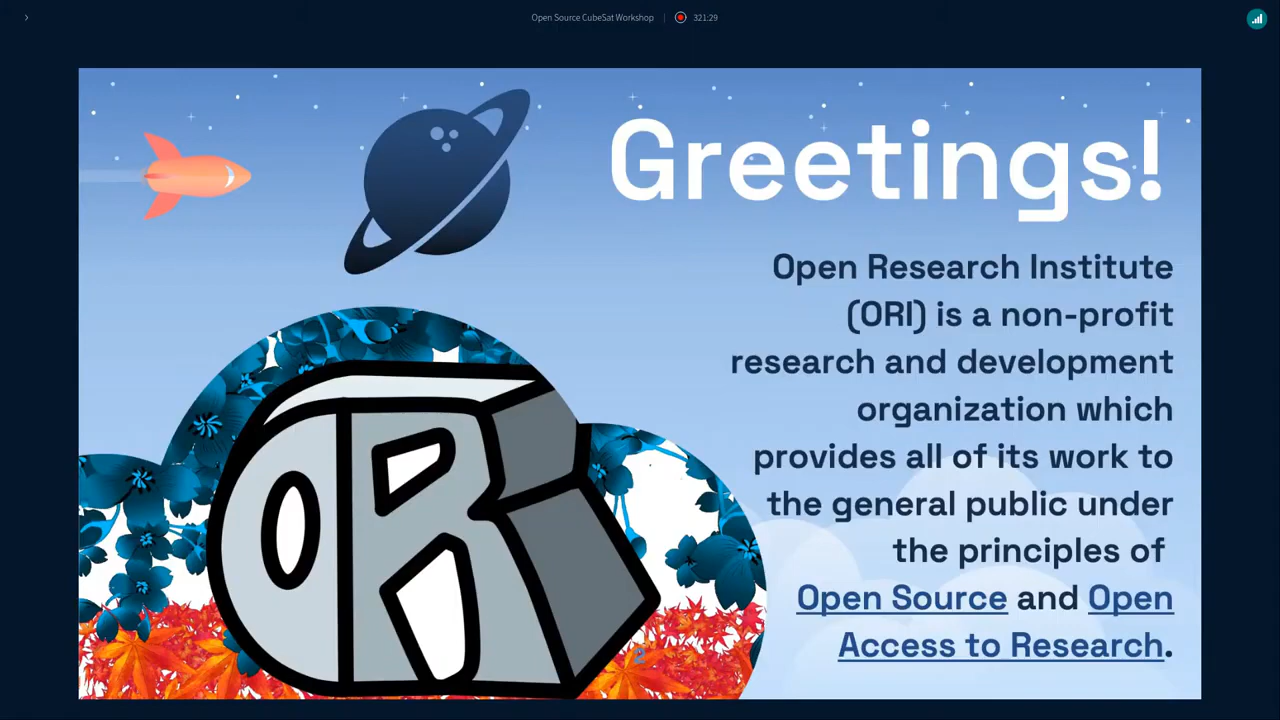 Open Source CubeSat Workshop | 321:29
Greetings!
Open Research Institute
(ORI) is a non-profit
research and development
organization which
provides all of its work to
the general public under
the principles of
Open Source and Open
Access to Research.
ORI
2